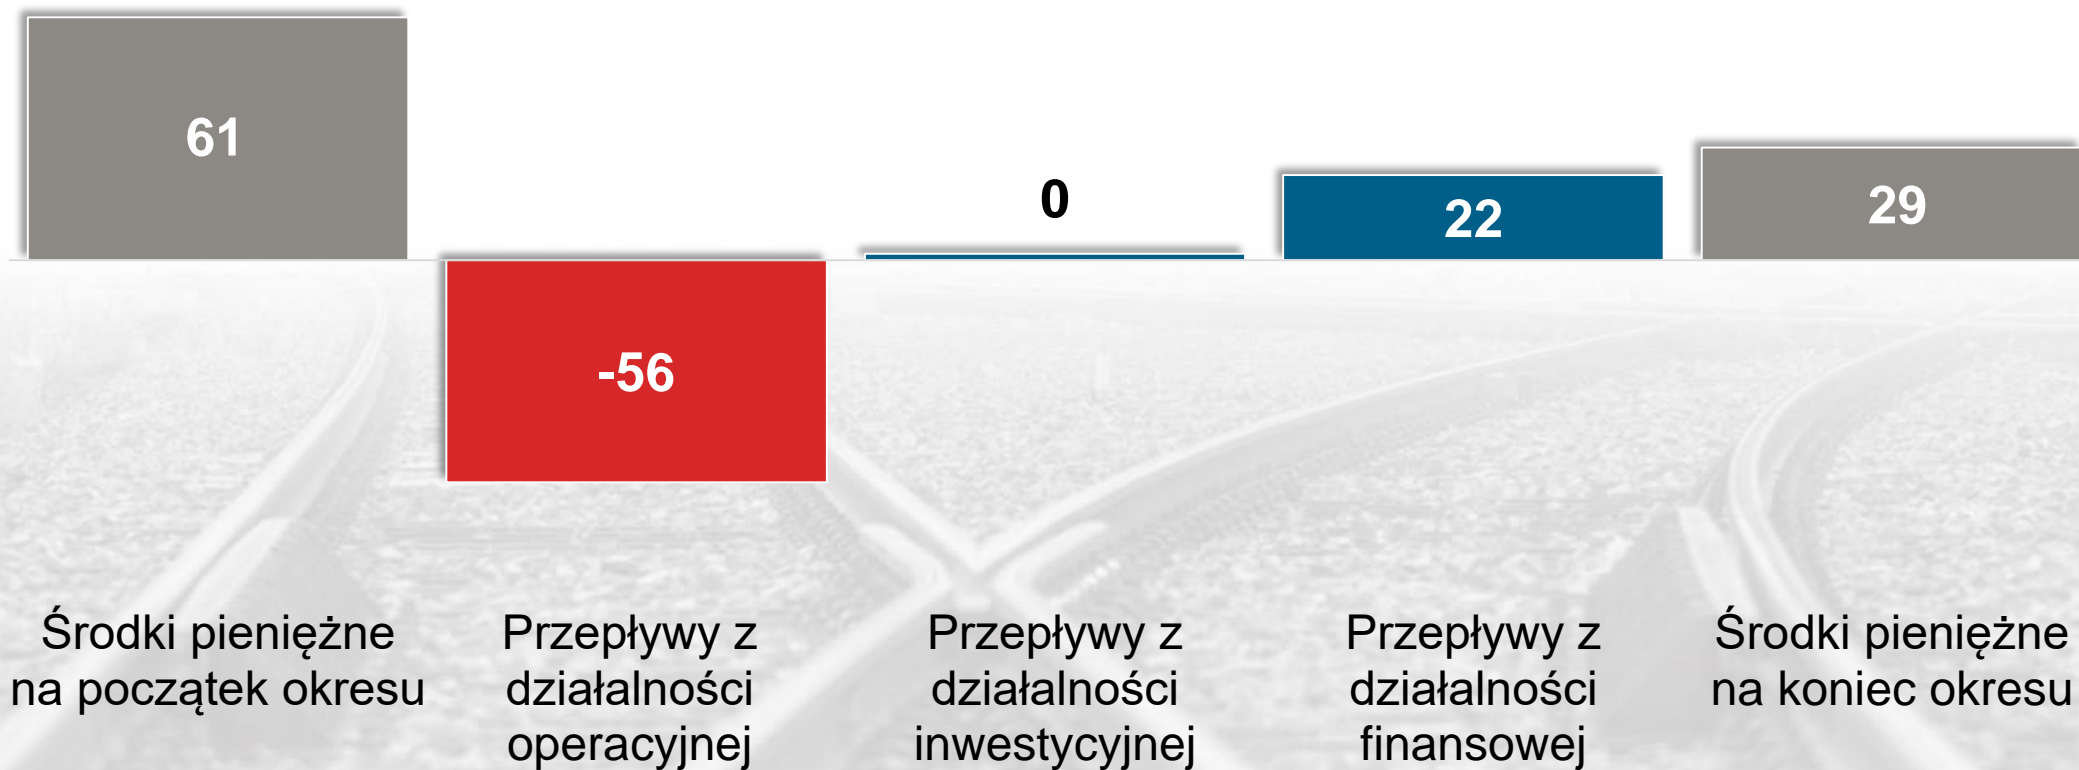 61
-56
0
22
29
Środki pieniężne
na początek okresu
Przepływy z
działalności
operacyjnej
Przepływy z
działalności
inwestycyjnej
Przepływy z
działalności
finansowej
Środki pieniężne
na koniec okresu